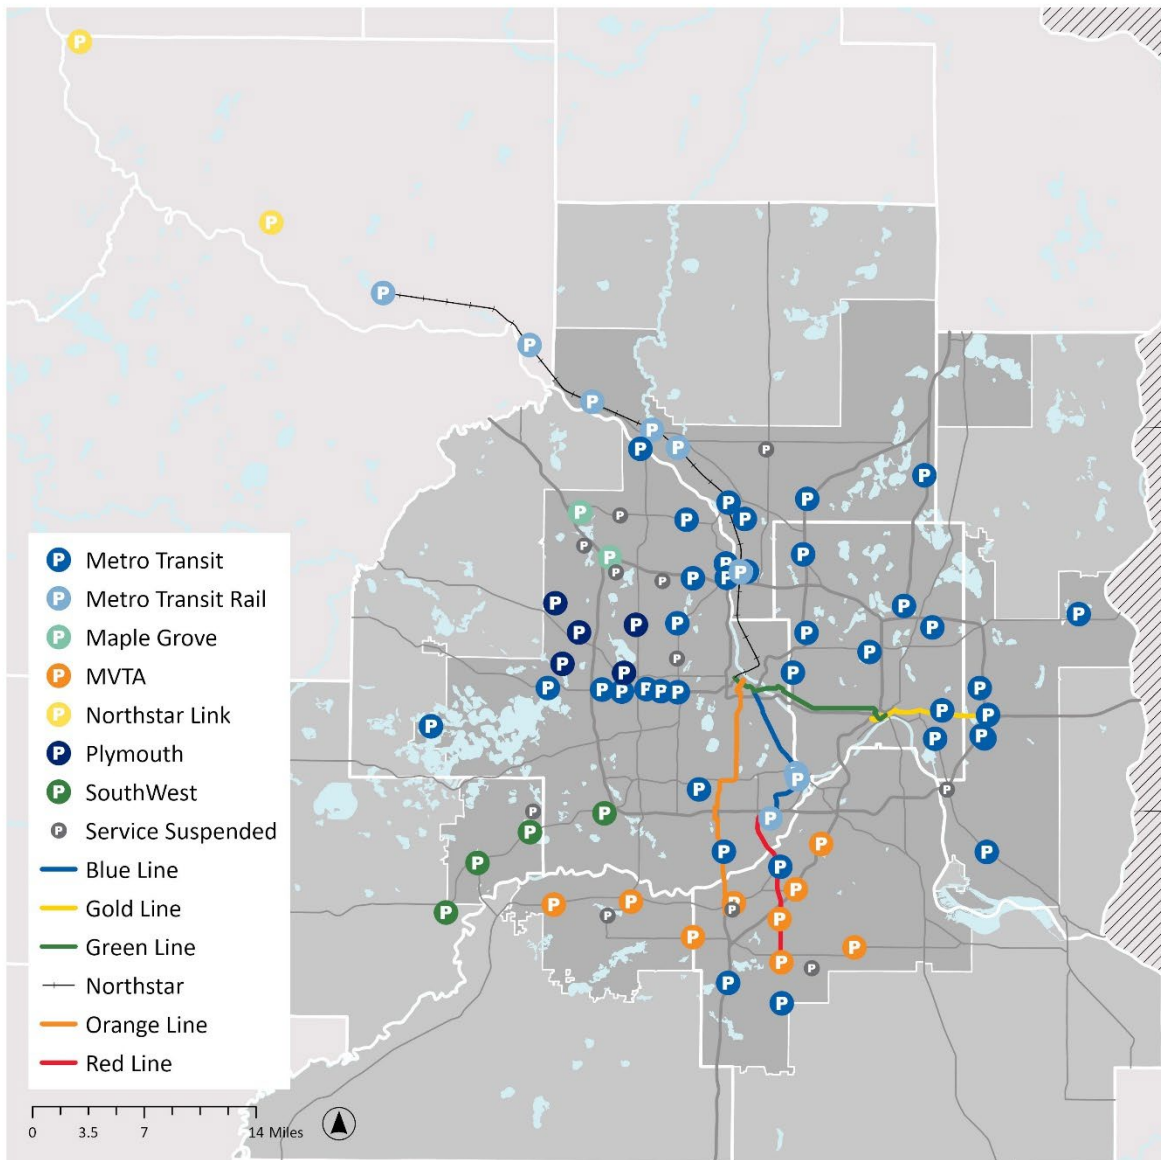 P Metro Transit
P Metro Transit Rail
P Maple Grove
P MVTA
P Northstar Link
P Plymouth
P SouthWest
P Service Suspended
Blue Line
Gold Line
Green Line
Northstar
Orange Line
Red Line
0 3.5 7 14 Miles